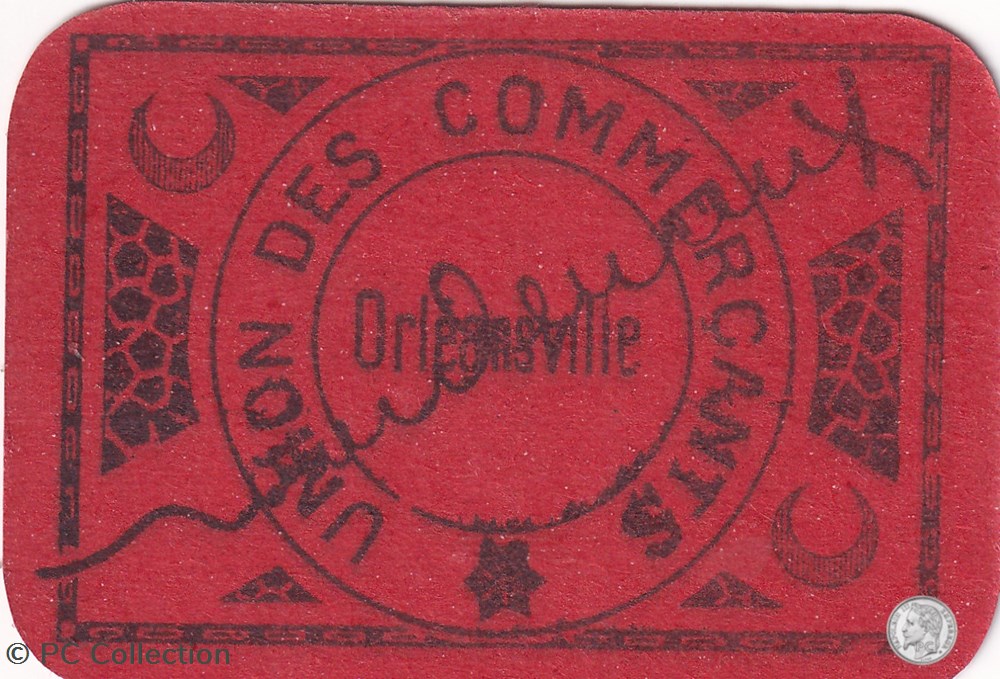 UNION DES COMMERÇANTS
Orléansville
© PC Collection